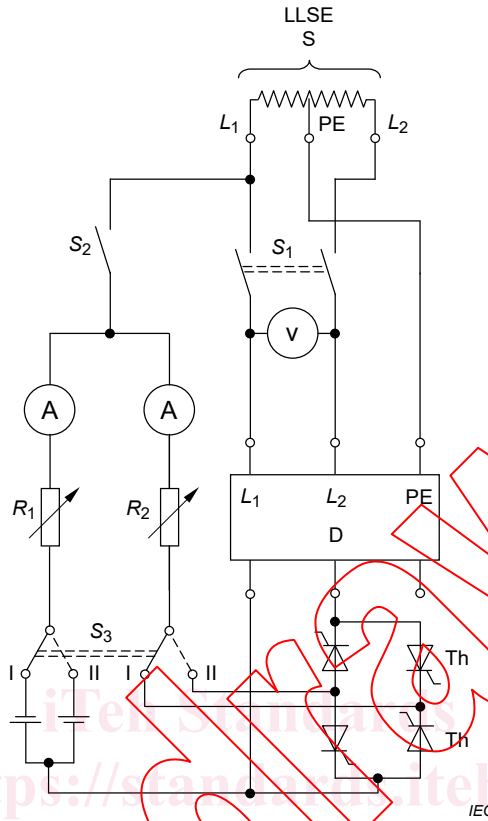 LLSE
S
L1 PE L2
S2
S1
V
A A
R1 R2
L1 L2 PE
D
S3
I II I II
Th
Th
iTeh Standards
ps://standards.iteh
IEC